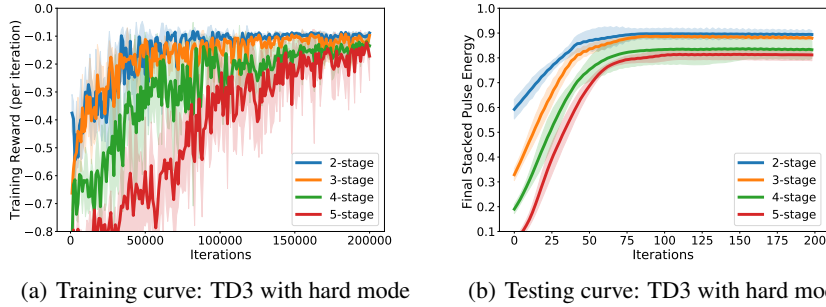 0.0
−0.1
−0.2
−0.3
−0.4
−0.5
−0.6
−0.7
−0.8
Training Reward (per iteration)
0
50000
100000
150000
200000
Iterations
2-stage
3-stage
4-stage
5-stage
(a) Training curve: TD3 with hard mode
1.0
0.9
0.8
0.7
0.6
0.5
0.4
0.3
0.2
0.1
Final Stacked Pulse Energy
0
25
50
75
100
125
150
175
200
Iterations
2-stage
3-stage
4-stage
5-stage
(b) Testing curve: TD3 with hard mo